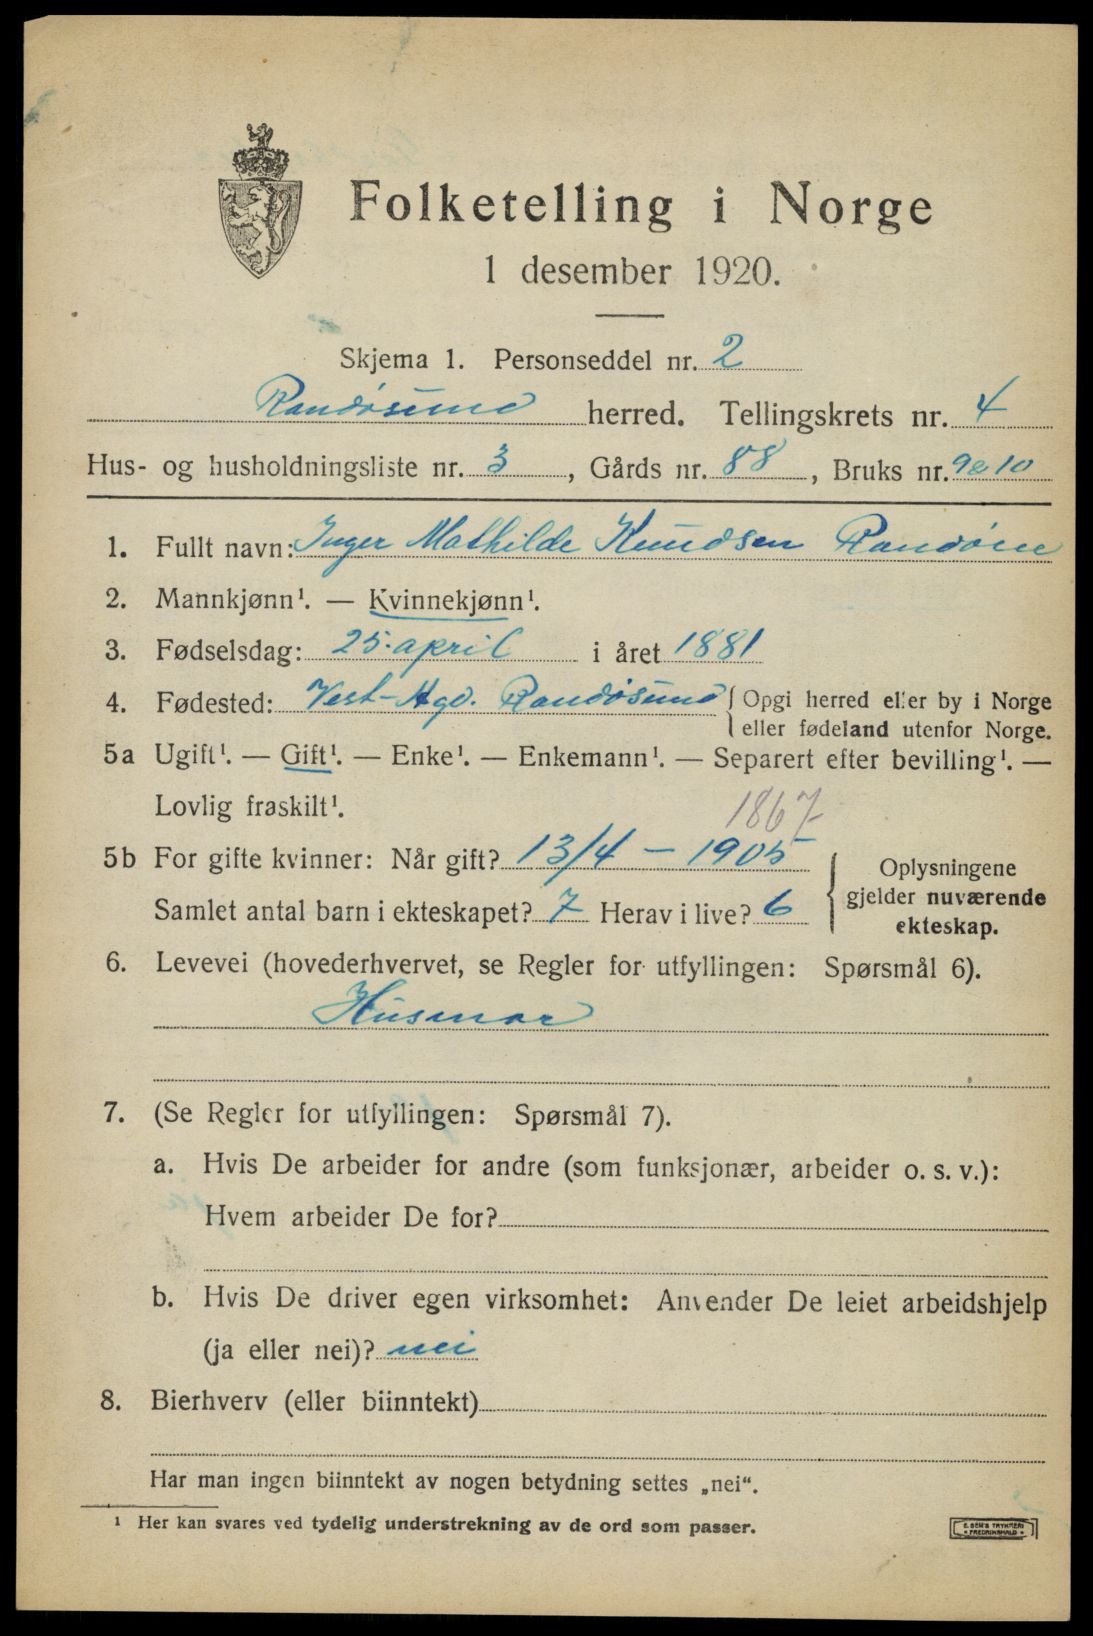 Folketelling i Norge
1 desember 1920.
Skjema 1. Personseddel nr. 2
Randøsund herred. Tellingskrets nr. 4
Hus- og husholdningsliste nr. 3, Gårds nr. 88, Bruks nr. 9&10
1. Fullt navn: Inger Mathilde Knudsen Randøne
2. Mannkjønn¹. — Kvinnekjønn¹.
3. Fødselsdag: 25. april i året 1881
4. Fødested: Vest-Agd. Randøsund { Opgi herred eller by i Norge
eller fødeland utenfor Norge.
5a Ugift¹. — Gift¹. — Enke¹. — Enkemann¹. — Separert efter bevilling¹. —
Lovlig fraskilt¹.
1867
5b For gifte kvinner: Når gift? 13/4 – 1905
Samlet antal barn i ekteskapet? 7 Herav i live? 6
{ Oplysningene
gjelder nuværende
ekteskap.
6. Levevei (hovederhvervet, se Regler for utfyllingen: Spørsmål 6).
Husmor
7. (Se Regler for utfyllingen: Spørsmål 7).
a. Hvis De arbeider for andre (som funksjonær, arbeider o. s. v.):
Hvem arbeider De for?
b. Hvis De driver egen virksomhet: Anvender De leiet arbeidshjelp
(ja eller nei)? nei
8. Bierhverv (eller biinntekt)
Har man ingen biinntekt av nogen betydning settes „nei“.
¹ Her kan svares ved tydelig understrekning av de ord som passer.
E. SEM'S TRYKKERI
FREDRIKSHALD